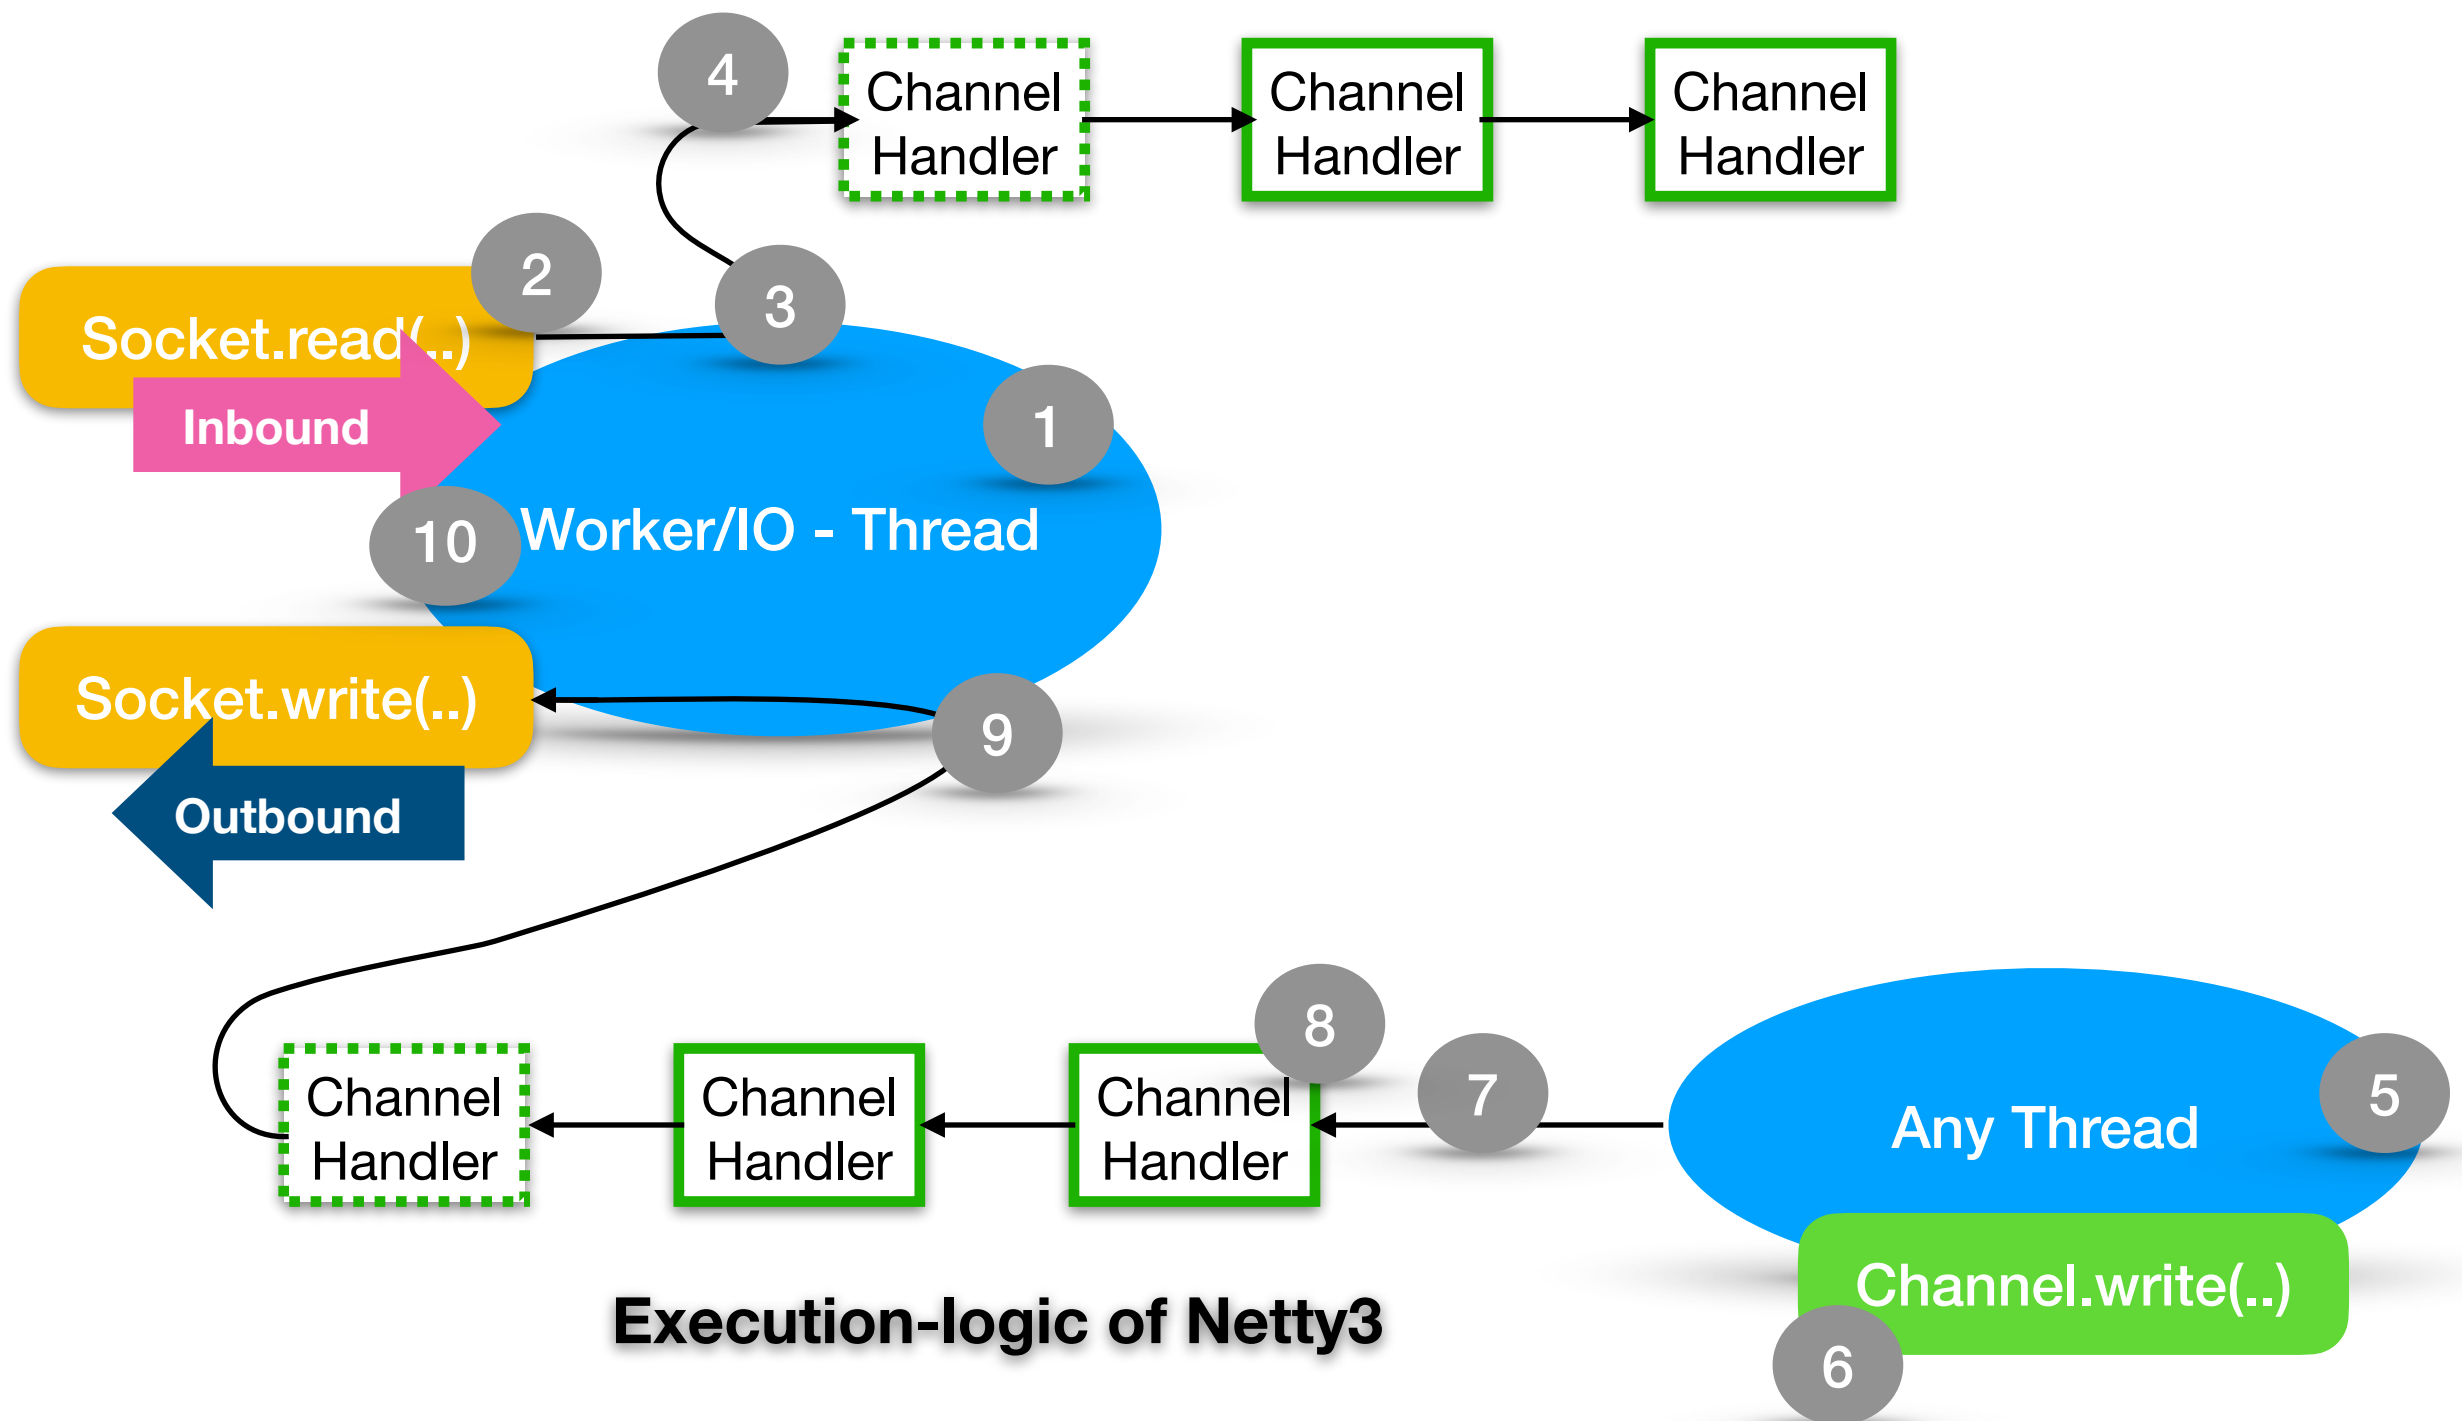 4
Channel
Handler
Channel
Handler
Channel
Handler
2
3
Socket.read(..)
Inbound
1
10
Worker/IO - Thread
Socket.write(..)
9
Outbound
8
7
5
Channel
Handler
Channel
Handler
Channel
Handler
Any Thread
Channel.write(..)
Execution-logic of Netty3
6